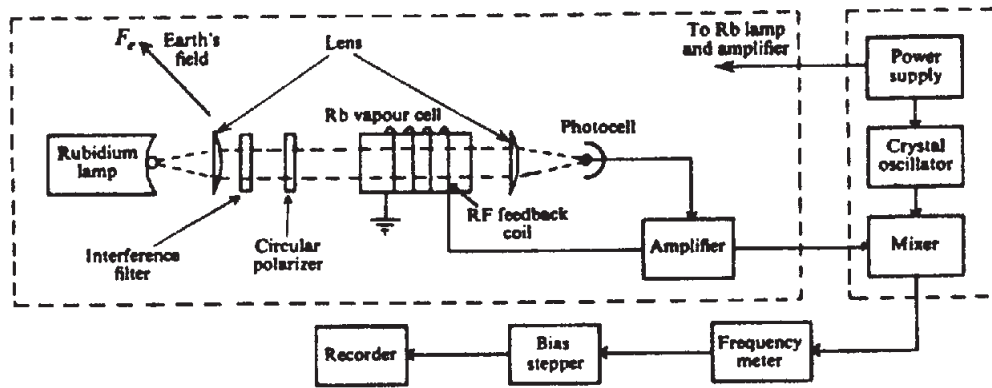 Fe
Earth's
field
Lens
To Rb lamp
and amplifier
Power
supply
Rb vapour cell
Photocell
Rubidium
lamp
Crystal
oscillator
RF feedback
coil
Interference
filter
Circular
polarizer
Amplifier
Mixer
Recorder
Bias
stepper
Frequency
meter